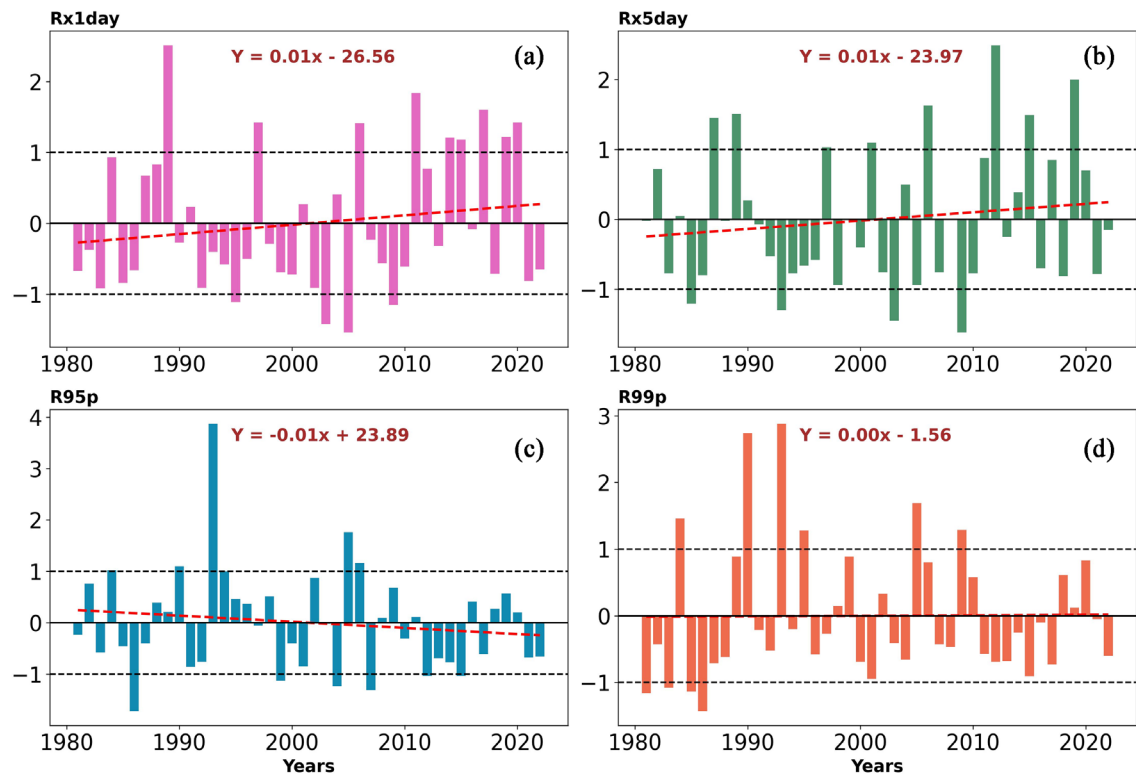 Rx1day
Y = 0.01x - 26.56
(a)
2
1
0
−1
1980
1990
2000
2010
2020
Rx5day
Y = 0.01x - 23.97
(b)
2
1
0
−1
1980
1990
2000
2010
2020
R95p
Y = -0.01x + 23.89
(c)
4
3
2
1
0
−1
1980
1990
2000
2010
2020
Years
R99p
Y = 0.00x - 1.56
(d)
3
2
1
0
−1
1980
1990
2000
2010
2020
Years